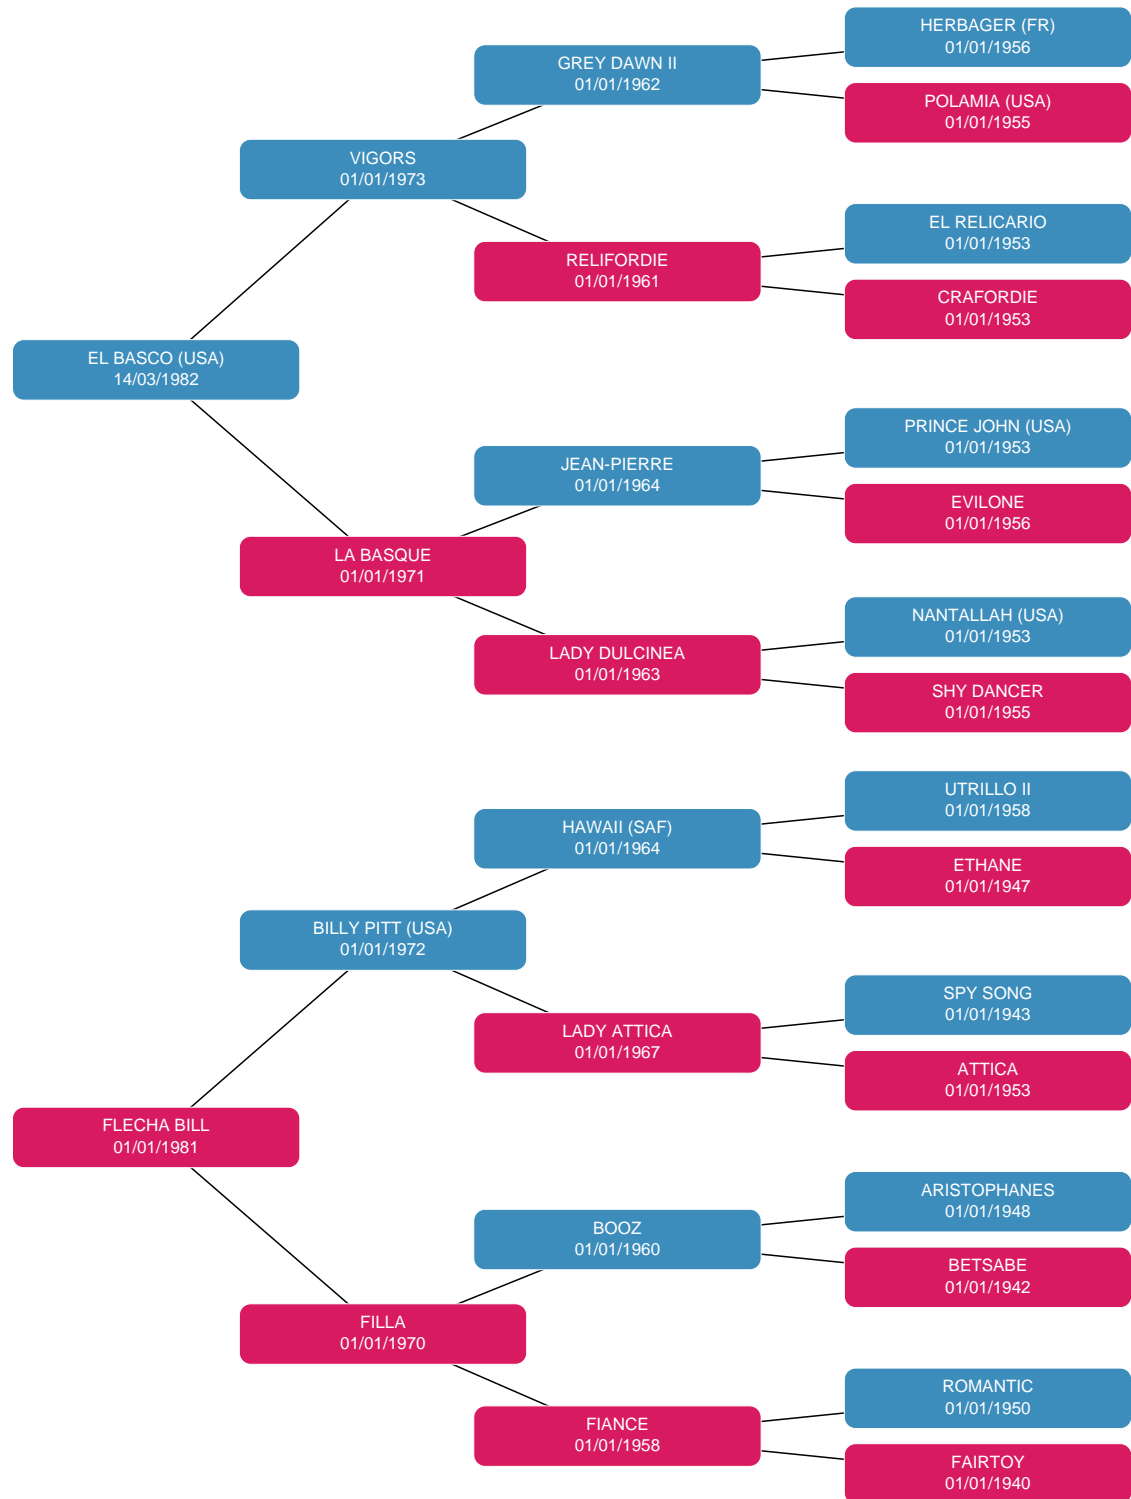 HERBAGER (FR)
01/01/1956
GREY DAWN II
01/01/1962
POLAMIA (USA)
01/01/1955
VIGORS
01/01/1973
EL RELICARIO
01/01/1953
RELIFORDIE
01/01/1961
CRAFORDIE
01/01/1953
EL BASCO (USA)
14/03/1982
PRINCE JOHN (USA)
01/01/1953
JEAN-PIERRE
01/01/1964
EVILONE
01/01/1956
LA BASQUE
01/01/1971
NANTALLAH (USA)
01/01/1953
LADY DULCINEA
01/01/1963
SHY DANCER
01/01/1955
UTRILLO II
01/01/1958
HAWAII (SAF)
01/01/1964
ETHANE
01/01/1947
BILLY PITT (USA)
01/01/1972
SPY SONG
01/01/1943
LADY ATTICA
01/01/1967
ATTICA
01/01/1953
FLECHA BILL
01/01/1981
ARISTOPHANES
01/01/1948
BOOZ
01/01/1960
BETSABE
01/01/1942
FILLA
01/01/1970
ROMANTIC
01/01/1950
FIANCE
01/01/1958
FAIRTOY
01/01/1940